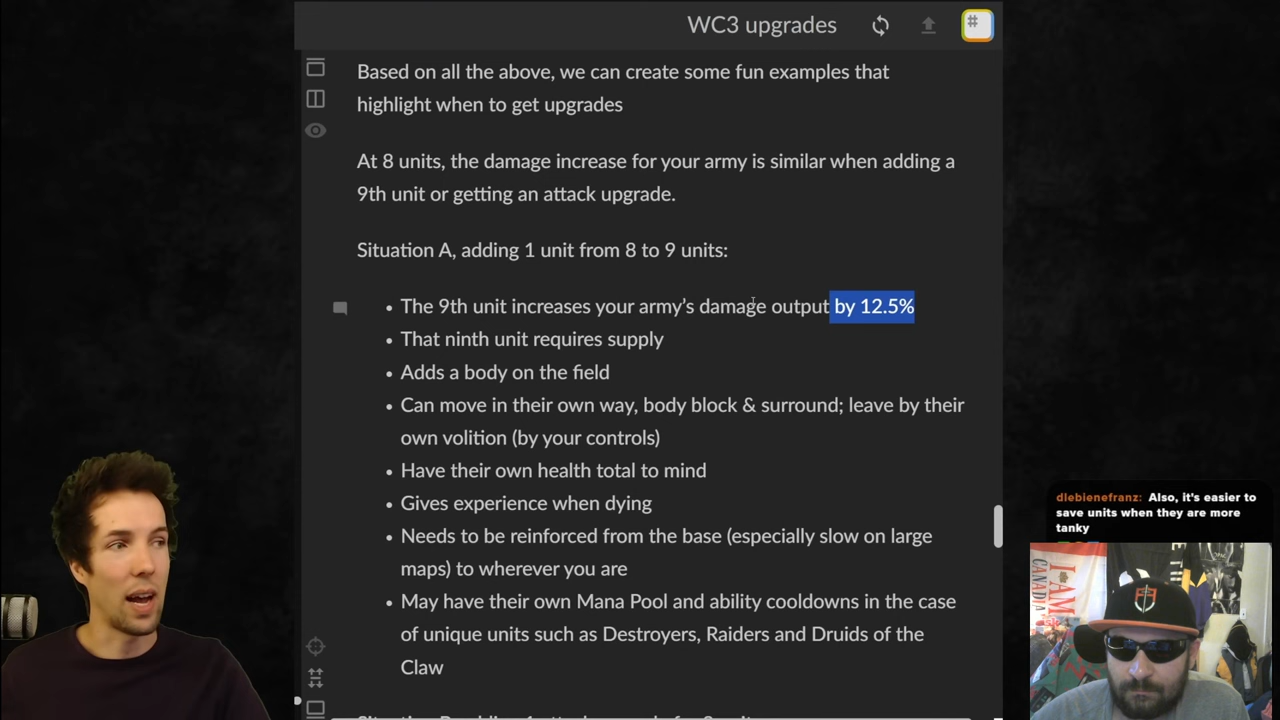 WC3 upgrades
Based on all the above, we can create some fun examples that
highlight when to get upgrades
At 8 units, the damage increase for your army is similar when adding a
9th unit or getting an attack upgrade.
Situation A, adding 1 unit from 8 to 9 units:
• The 9th unit increases your army's damage output by 12.5%
• That ninth unit requires supply
• Adds a body on the field
• Can move in their own way, body block & surround; leave by their
own volition (by your controls)
• Have their own health total to mind
• Gives experience when dying
• Needs to be reinforced from the base (especially slow on large
maps) to wherever you are
• May have their own Mana Pool and ability cooldowns in the case
of unique units such as Destroyers, Raiders and Druids of the
Claw
dlebienefranz: Also, it's easier to
save units when they are more
tanky
I AM
CANADIA